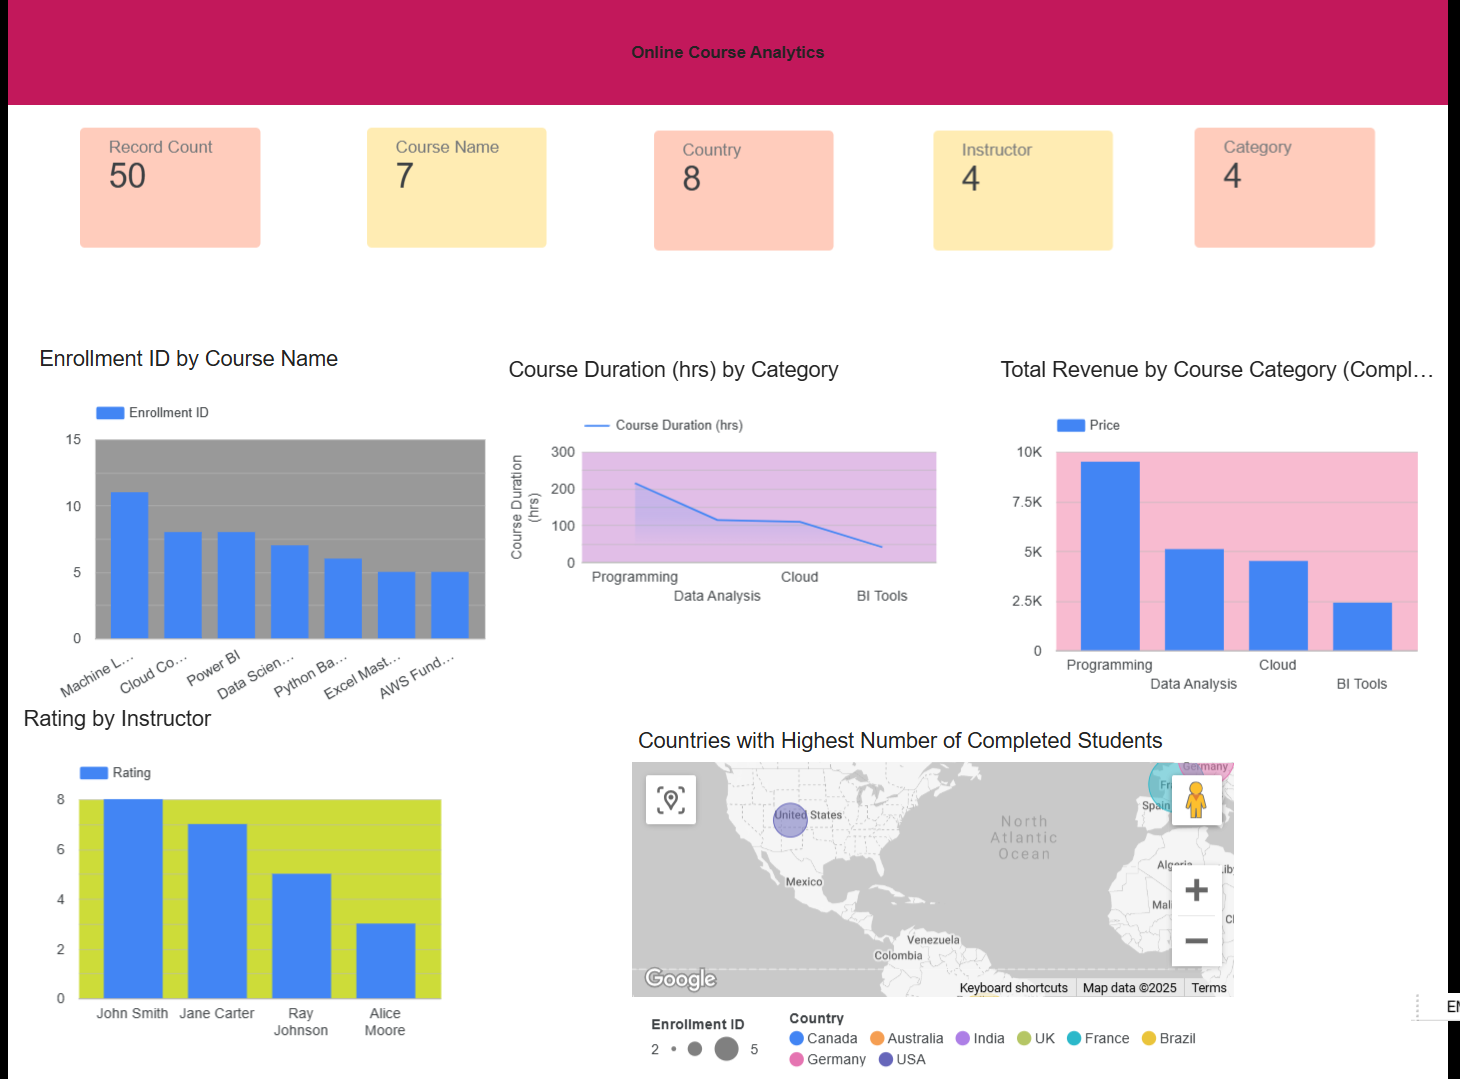 Online Course Analytics
Record Count
50
Course Name
7
Country
8
Instructor
4
Category
4
Enrollment ID by Course Name
Enrollment ID
15
10
5
0
Machine L...
Cloud Co...
Power BI
Data Scien...
Python Ba...
Excel Mast...
AWS Fund...
Course Duration (hrs) by Category
Course Duration (hrs)
Course Duration
(hrs)
300
200
100
0
Programming
Data Analysis
Cloud
BI Tools
Total Revenue by Course Category (Compl...
Price
10K
7.5K
5K
2.5K
0
Programming
Data Analysis
Cloud
BI Tools
Rating by Instructor
Rating
8
6
4
2
0
John Smith
Jane Carter
Ray
Johnson
Alice
Moore
Countries with Highest Number of Completed Students
Germany
Spain
United States
North
Atlantic
Ocean
Mexico
Algeria
Venezuela
Colombia
Google
Keyboard shortcuts
Map data ©2025
Terms
Enrollment ID
2
5
Country
Canada
Australia
India
UK
France
Brazil
Germany
USA